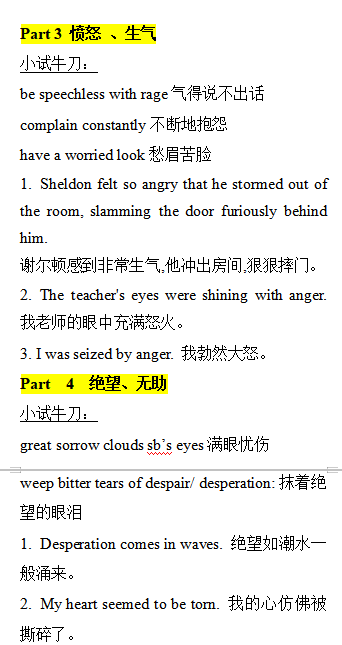 Part 3 愤怒 、生气
小试牛刀：
be speechless with rage 气得说不出话
complain constantly 不断地抱怨
have a worried look 愁眉苦脸
1. Sheldon felt so angry that he stormed out of
the room, slamming the door furiously behind
him.
谢尔顿感到非常生气,他冲出房间,狠狠摔门。
2. The teacher's eyes were shining with anger.
我老师的眼中充满怒火。
3. I was seized by anger. 我勃然大怒。
Part 4 绝望、无助
小试牛刀：
great sorrow clouds sb’s eyes 满眼忧伤
weep bitter tears of despair/ desperation: 抹着绝
望的眼泪
1. Desperation comes in waves. 绝望如潮水一
般涌来。
2. My heart seemed to be torn. 我的心仿佛被
撕碎了。